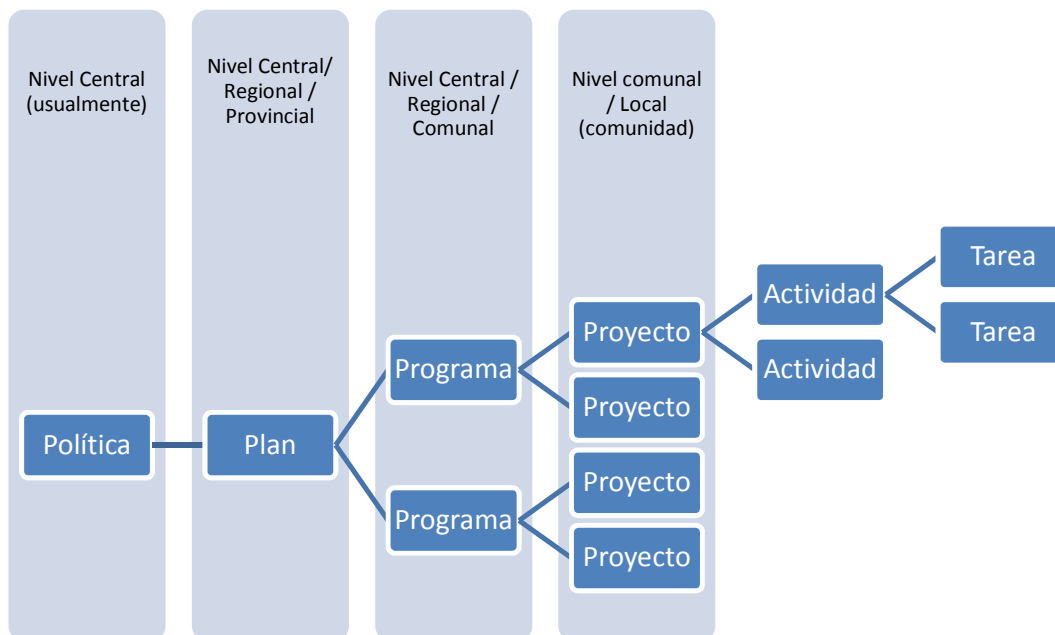 Nivel Central
(usualmente)
Nivel Central/
Regional /
Provincial
Nivel Central /
Regional /
Comunal
Nivel comunal
/ Local
(comunidad)
Política
Plan
Programa
Programa
Proyecto
Proyecto
Proyecto
Proyecto
Actividad
Actividad
Tarea
Tarea